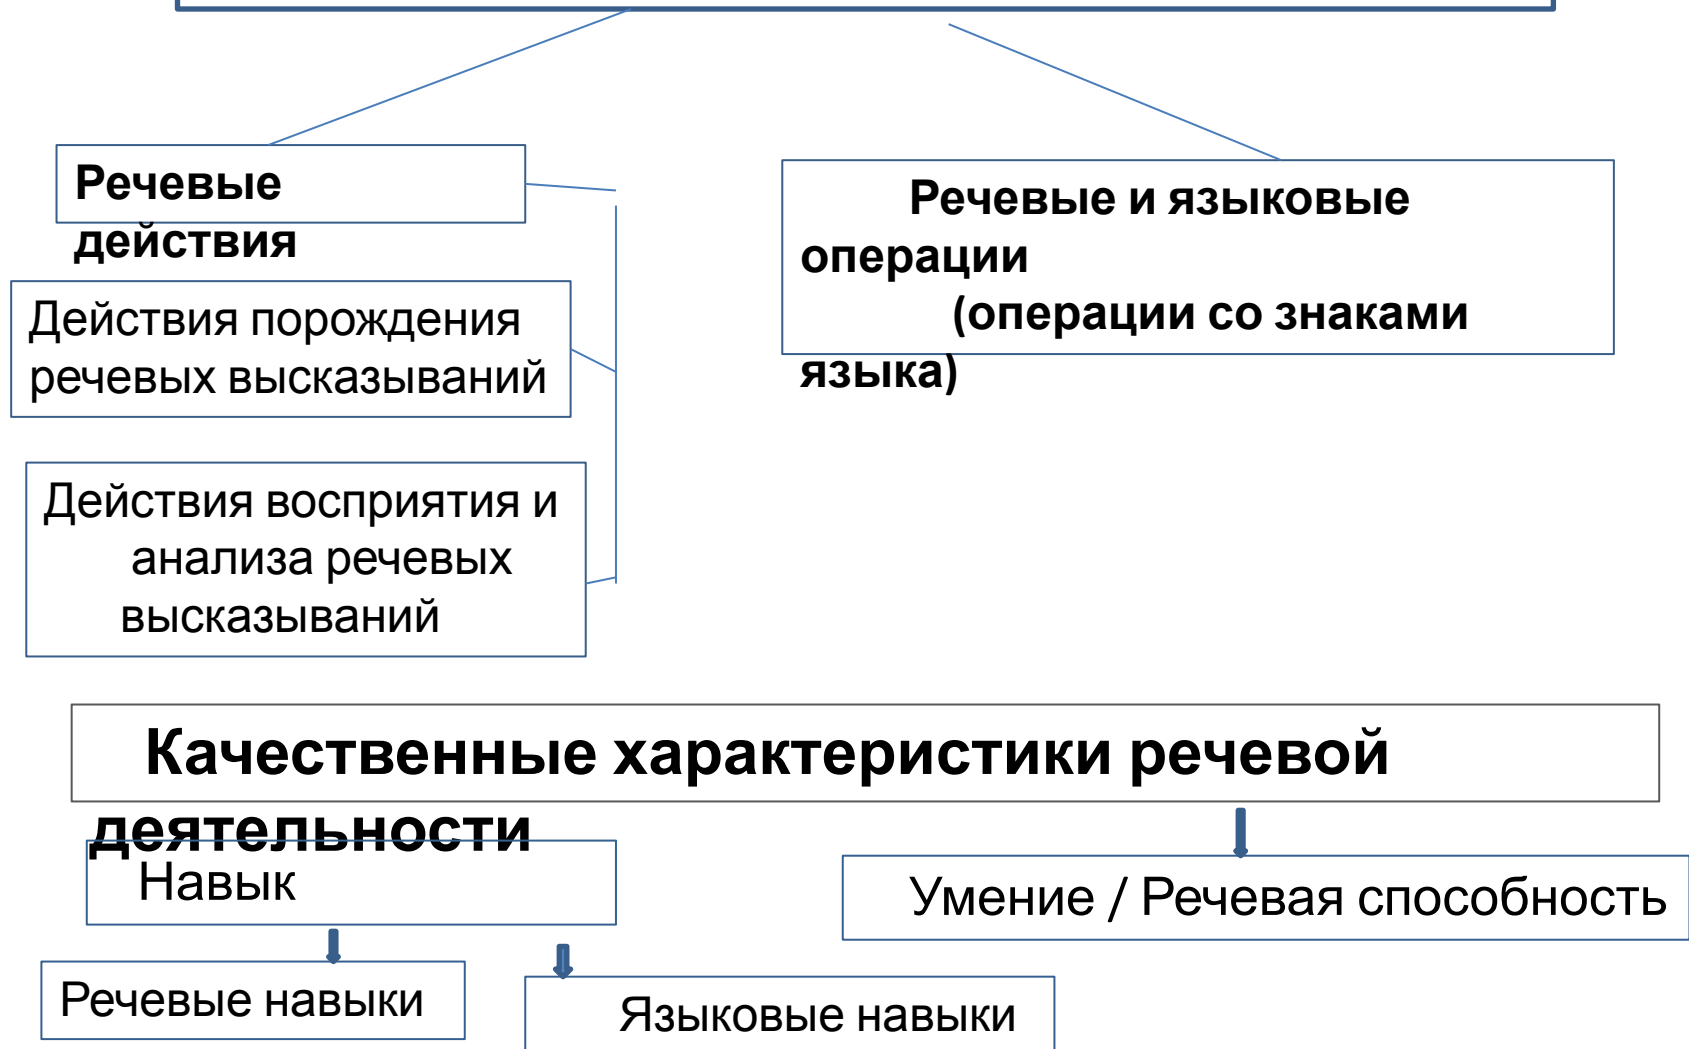 Речевые
действия
Речевые и языковые
операции
(операции со знаками
языка)
Действия порождения
речевых высказываний
Действия восприятия и
анализа речевых
высказываний
Качественные характеристики речевой
деятельности
Навык
Умение / Речевая способность
Речевые навыки
Языковые навыки